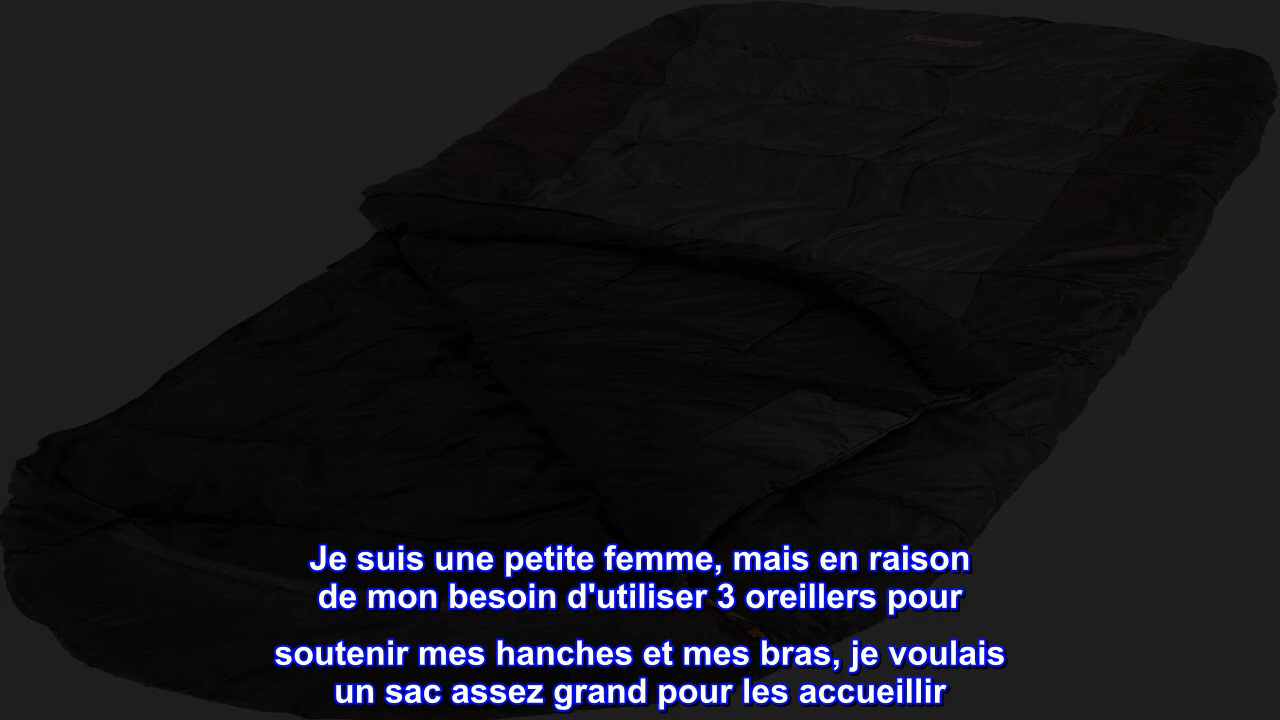 Je suis une petite femme, mais en raison
de mon besoin d'utiliser 3 oreillers pour
soutenir mes hanches et mes bras, je voulais
un sac assez grand pour les accueillir